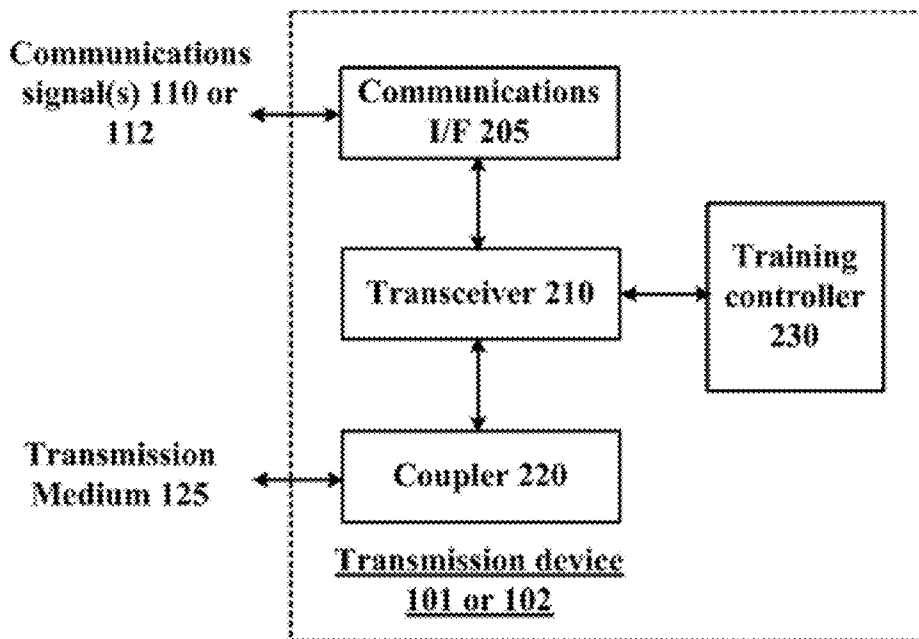 Communications
signal(s) 110 or
112
Communications
I/F 205
Transceiver 210
Training
controller
230
Transmission
Medium 125
Coupler 220
Transmission device
101 or 102